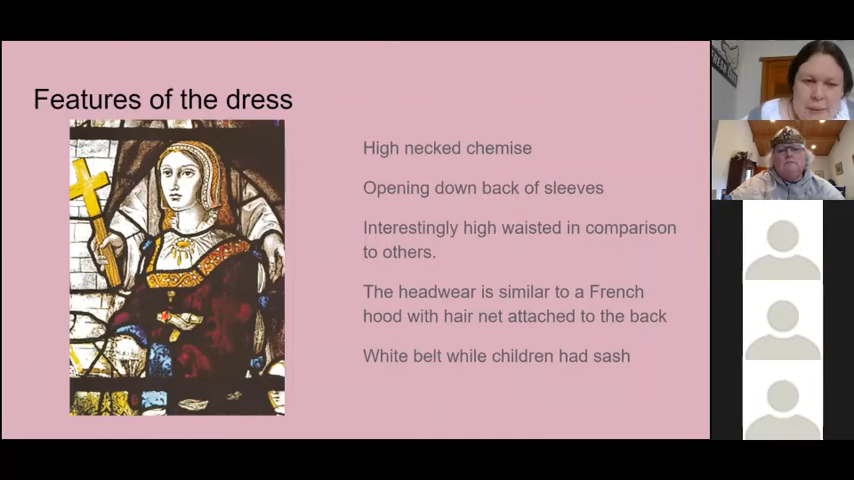 Features of the dress
High necked chemise
Opening down back of sleeves
Interestingly high waisted in comparison
to others.
The headwear is similar to a French
hood with hair net attached to the back
White belt while children had sash